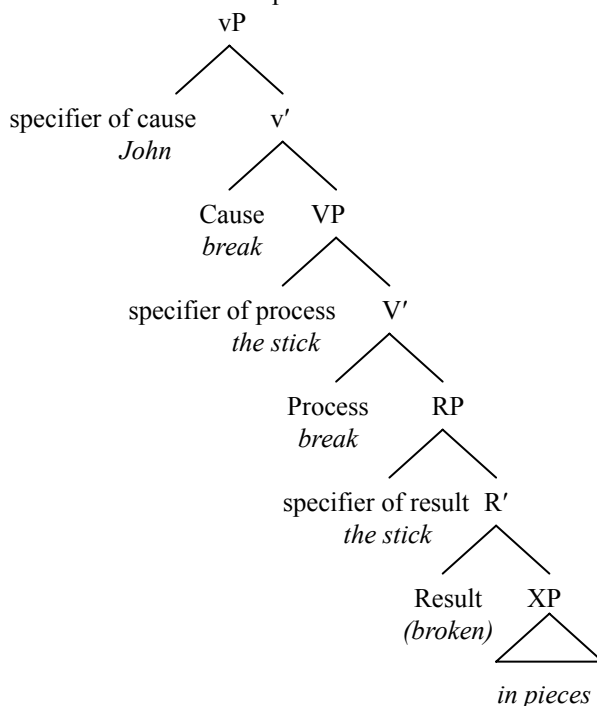 vP
specifier of cause v′
John
Cause VP
break
specifier of process V′
the stick
Process RP
break
specifier of result R′
the stick
Result XP
(broken)
in pieces